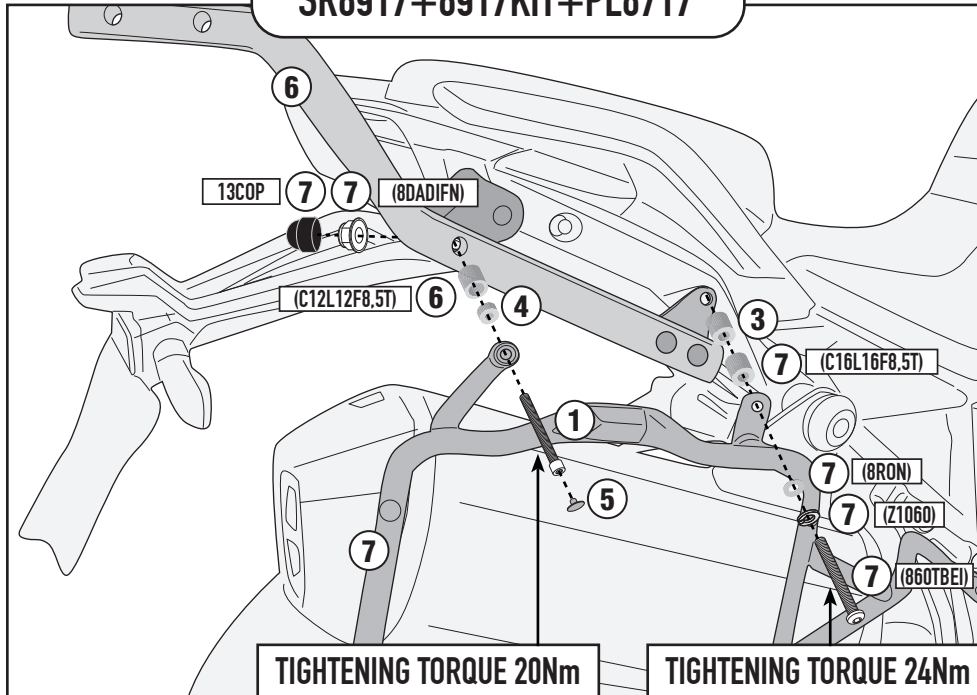 SR6917+6917KIT+PL6717
6
13COP 7 7 (8DADIFN)
(C12L12F8,5T) 6 4
3
7 (C16L16F8,5T)
1
7 (8RON)
5
7 (Z1060)
7
7 (860TBEI)
TIGHTENING TORQUE 20Nm
TIGHTENING TORQUE 24Nm